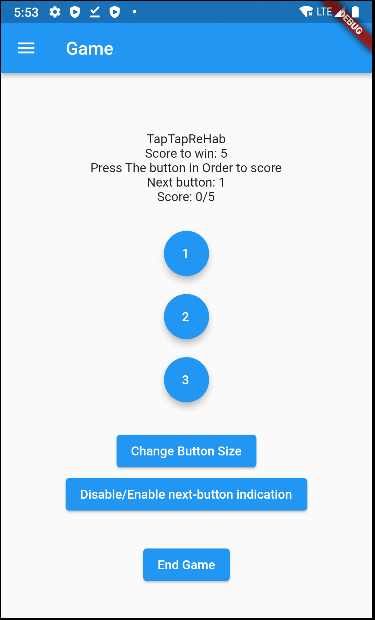 5:53 LTE
DEBUG
Game
TapTapReHab
Score to win: 5
Press The button in Order to score
Next button: 1
Score: 0/5
1
2
3
Change Button Size
Disable/Enable next-button indication
End Game